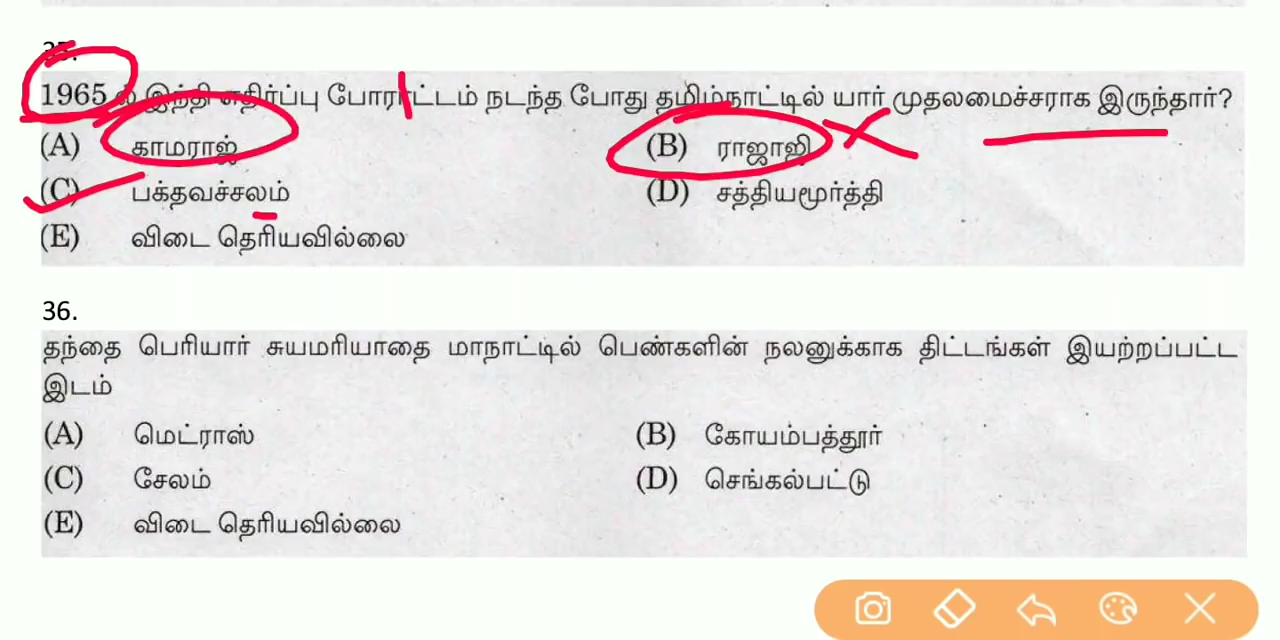 35.
1965 ல் இந்தி எதிர்ப்பு போராட்டம் நடந்த போது தமிழ்நாட்டில் யார் முதலமைச்சராக இருந்தார்?
(A) காமராஜ் (B) ராஜாஜி
(C) பக்தவச்சலம் (D) சத்தியமூர்த்தி
(E) விடை தெரியவில்லை
36.
தந்தை பெரியார் சுயமரியாதை மாநாட்டில் பெண்களின் நலனுக்காக திட்டங்கள் இயற்றப்பட்ட
இடம்
(A) மெட்ராஸ் (B) கோயம்பத்தூர்
(C) சேலம் (D) செங்கல்பட்டு
(E) விடை தெரியவில்லை